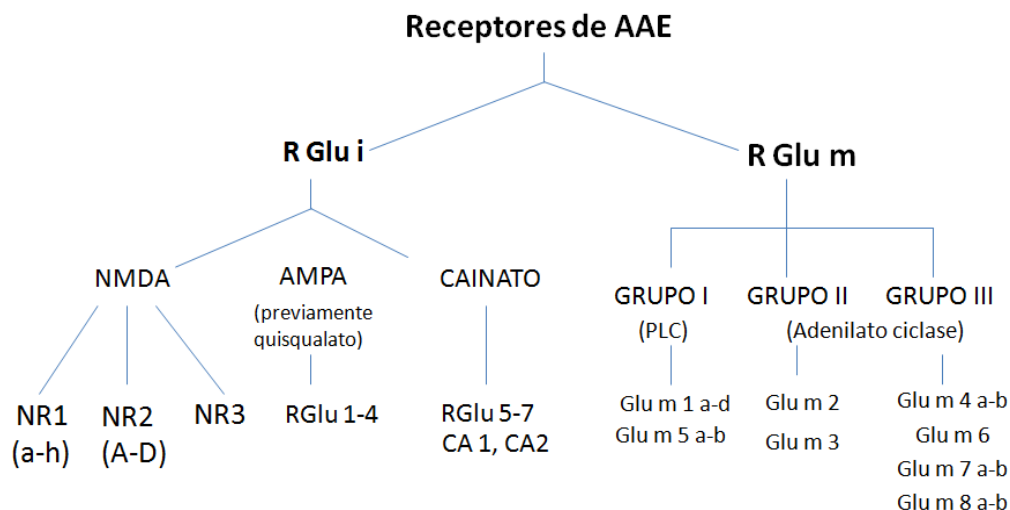 Receptores de AAE
R Glu i
R Glu m
NMDA
AMPA
(previamente
quisqualato)
CAINATO
GRUPO I
(PLC)
GRUPO II
GRUPO III
(Adenilato ciclase)
NR1
(a-h)
NR2
(A-D)
NR3
RGlu 1-4
RGlu 5-7
CA 1, CA2
Glu m 1 a-d
Glu m 5 a-b
Glu m 2
Glu m 3
Glu m 4 a-b
Glu m 6
Glu m 7 a-b
Glu m 8 a-b